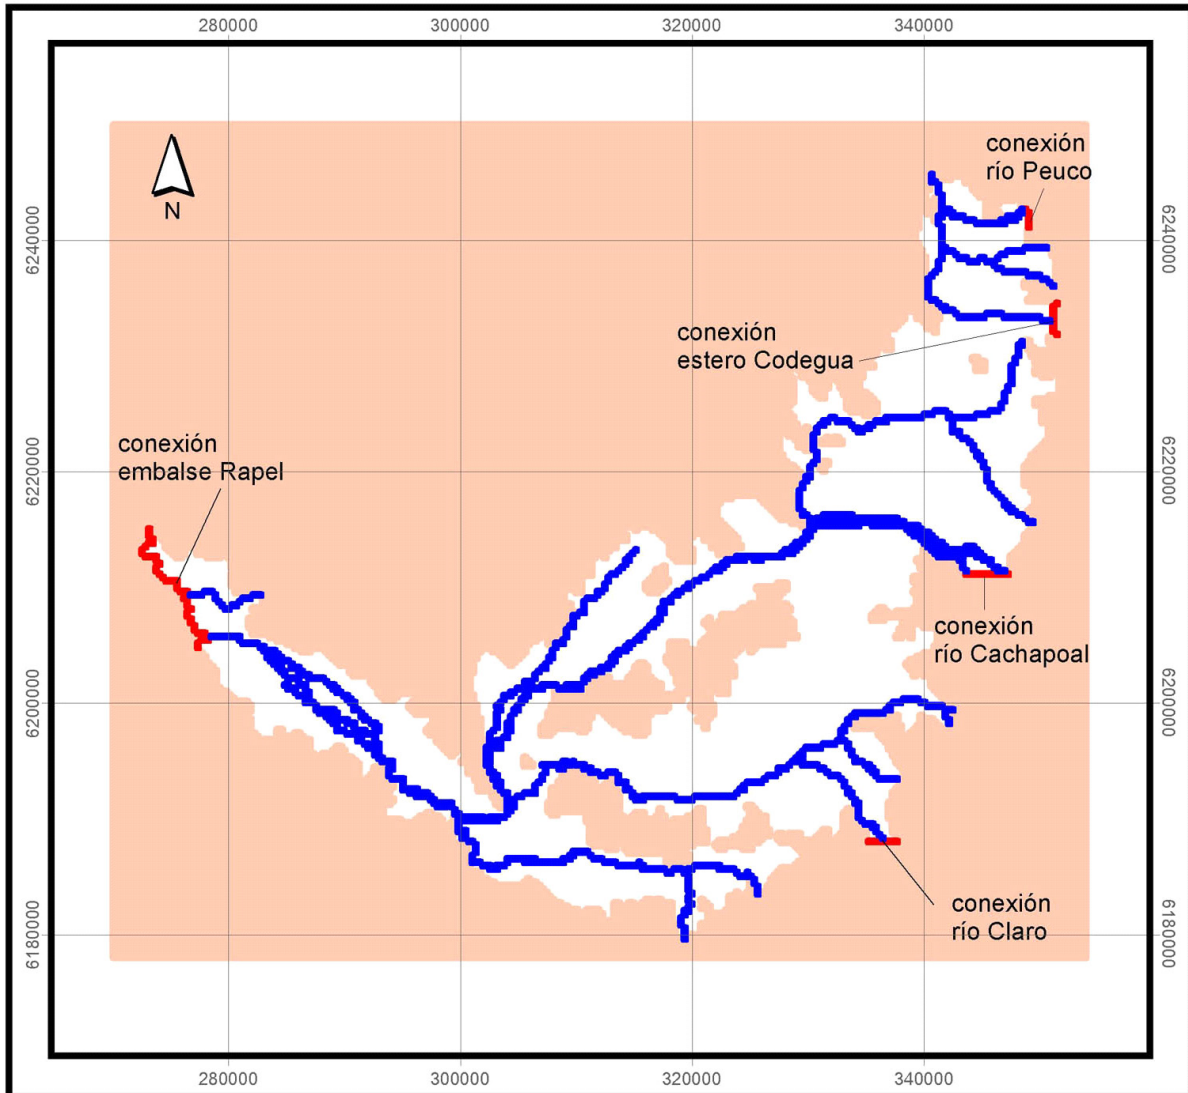 280000
300000
320000
340000
conexión
río Peuco
N
6240000
6240000
conexión
estero Codegua
conexión
embalse Rapel
6220000
6220000
conexión
río Cachapoal
6200000
6200000
conexión
río Claro
6180000
6180000
280000
300000
320000
340000